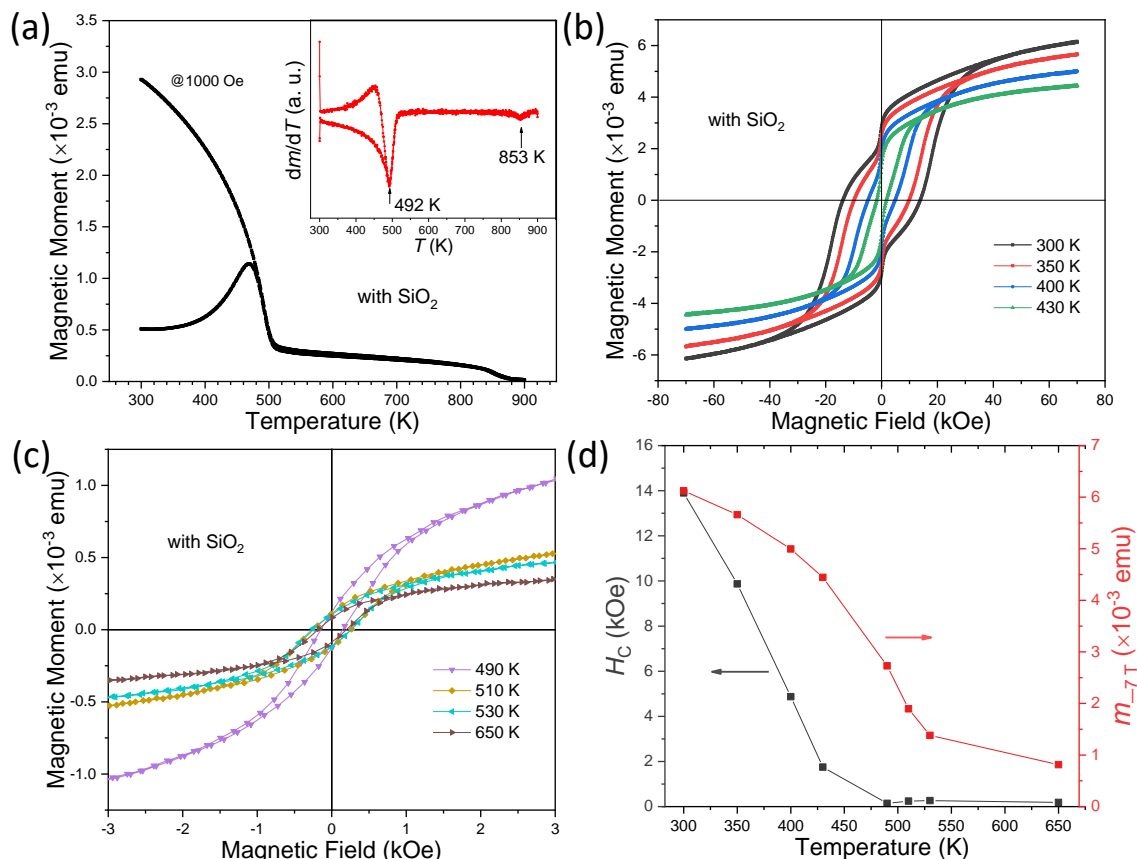 (a)
3.5
3.0
2.5
2.0
1.5
1.0
0.5
0.0
Magnetic Moment (×10-3 emu)
@1000 Oe
with SiO2
300 400 500 600 700 800 900
Temperature (K)
dm/dT (a. u.)
853 K
492 K
300 400 500 600 700 800 900
T (K)
(b)
6
4
2
0
-2
-4
-6
Magnetic Moment (×10-3 emu)
with SiO2
300 K
350 K
400 K
430 K
-80 -60 -40 -20 0 20 40 60 80
Magnetic Field (kOe)
(c)
1.0
0.5
0.0
-0.5
-1.0
Magnetic Moment (×10-3 emu)
with SiO2
490 K
510 K
530 K
650 K
-3 -2 -1 0 1 2 3
Magnetic Field (kOe)
(d)
16
14
12
10
8
6
4
2
0
HC (kOe)
7
6
5
4
3
2
1
0
m_7 T (×10-3 emu)
300 350 400 450 500 550 600 650
Temperature (K)